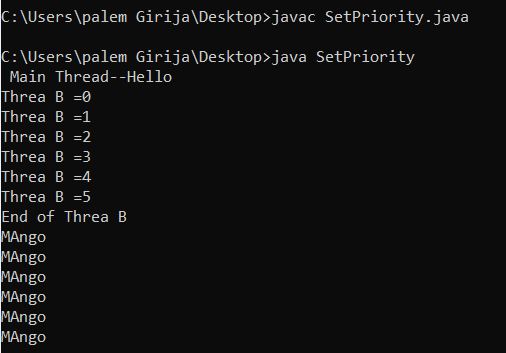 C:\Users\palem Girija\Desktop>javac SetPriority.java
C:\Users\palem Girija\Desktop>java SetPriority
 Main Thread--Hello
Threa B =0
Threa B =1
Threa B =2
Threa B =3
Threa B =4
Threa B =5
End of Threa B
MAngo
MAngo
MAngo
MAngo
MAngo
MAngo